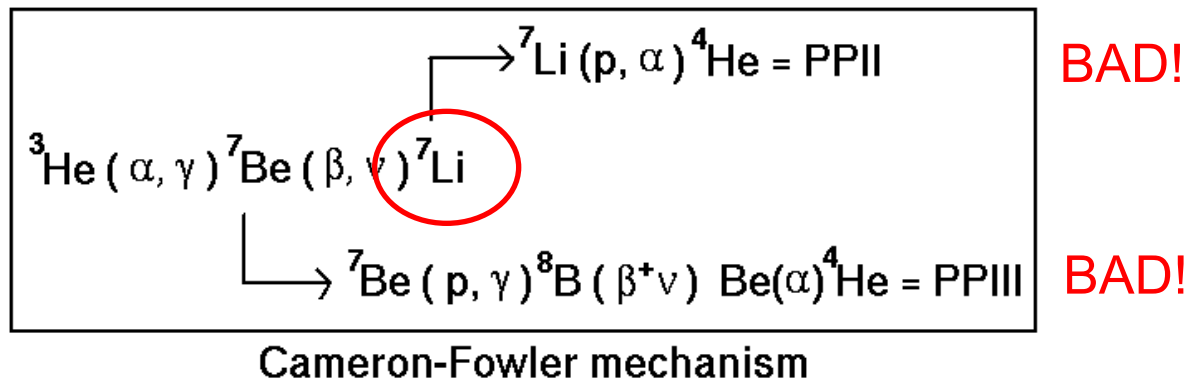 ⁷Li (p, α) ⁴He = PPII BAD!
³He ( α, γ ) ⁷Be ( β, ν ) ⁷Li
⁷Be ( p, γ ) ⁸B ( β⁺ν ) Be(α) ⁴He = PPIII BAD!
Cameron-Fowler mechanism